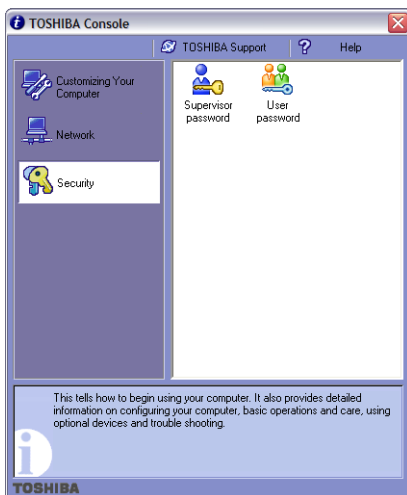 TOSHIBA Console
TOSHIBA Support
Help
Customizing Your
Computer
Network
Security
Supervisor
password
User
password
This tells how to begin using your computer. It also provides detailed
information on configuring your computer, basic operations and care, using
optional devices and trouble shooting.
TOSHIBA